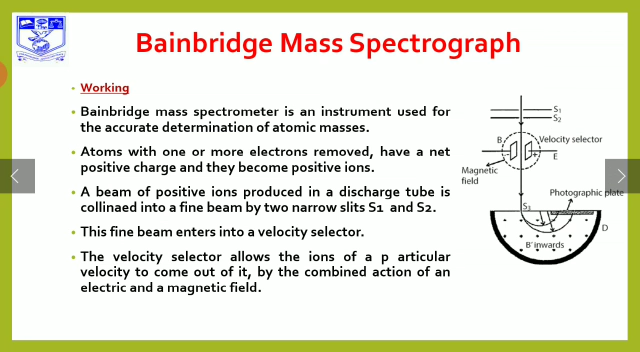 Bainbridge Mass Spectrograph
Working
Bainbridge mass spectrometer is an instrument used for
the accurate determination of atomic masses.
Atoms with one or more electrons removed, have a net
positive charge and they become positive ions.
A beam of positive ions produced in a discharge tube is
collinaed into a fine beam by two narrow slits S1 and S2.
This fine beam enters into a velocity selector.
The velocity selector allows the ions of a p articular
velocity to come out of it, by the combined action of an
electric and a magnetic field.
S1
S2
B
Velocity selector
+
E
Magnetic
field
Photographic plate
S3
D
B' inwards